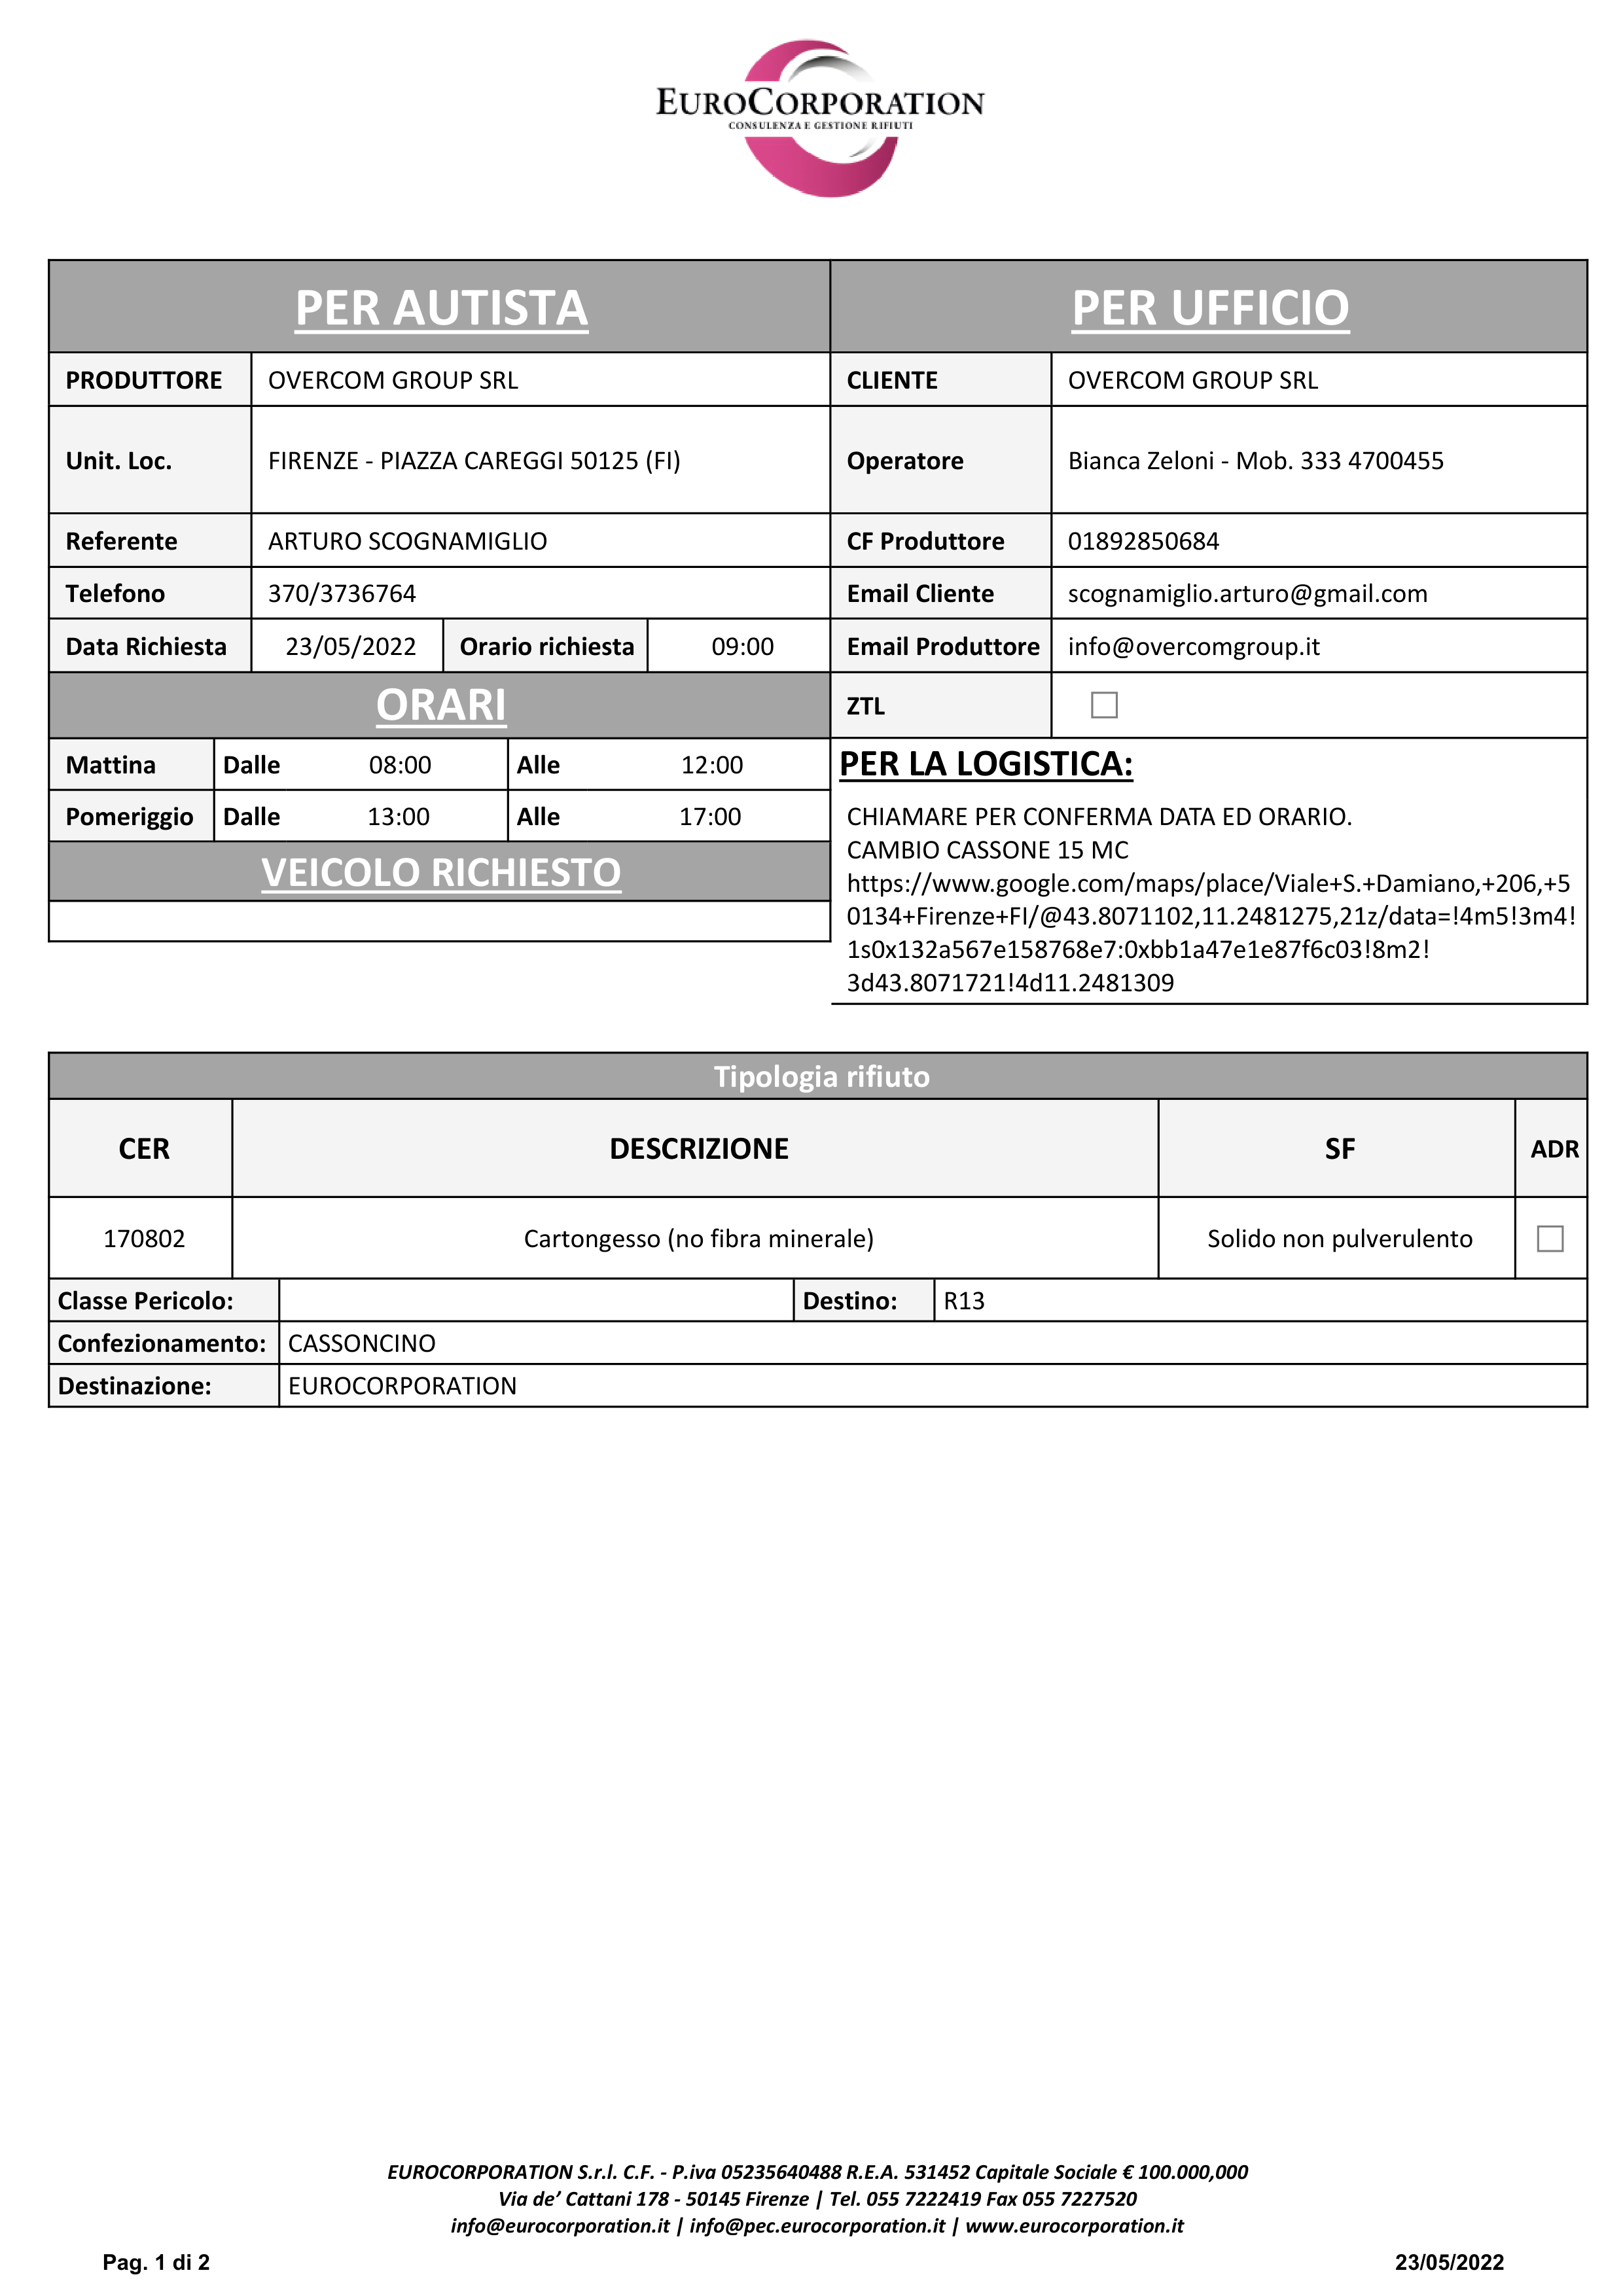 EUROCORPORATION
CONSULENZA E GESTIONE RIFIUTI
PER AUTISTA
PRODUTTORE OVERCOM GROUP SRL
Unit. Loc. FIRENZE - PIAZZA CAREGGI 50125 (FI)
Referente ARTURO SCOGNAMIGLIO
Telefono 370/3736764
Data Richiesta 23/05/2022 Orario richiesta 09:00
ORARI
Mattina Dalle 08:00 Alle 12:00
Pomeriggio Dalle 13:00 Alle 17:00
VEICOLO RICHIESTO
PER UFFICIO
CLIENTE OVERCOM GROUP SRL
Operatore Bianca Zeloni - Mob. 333 4700455
CF Produttore 01892850684
Email Cliente scognamiglio.arturo@gmail.com
Email Produttore info@overcomgroup.it
ZTL
PER LA LOGISTICA:
CHIAMARE PER CONFERMA DATA ED ORARIO.
CAMBIO CASSONE 15 MC
https://www.google.com/maps/place/Viale+S.+Damiano,+206,+5
0134+Firenze+FI/@43.8071102,11.2481275,21z/data=!4m5!3m4!
1s0x132a567e158768e7:0xbb1a47e1e87f6c03!8m2!
3d43.8071721!4d11.2481309
Tipologia rifiuto
CER DESCRIZIONE SF ADR
170802 Cartongesso (no fibra minerale) Solido non pulverulento
Classe Pericolo: Destino: R13
Confezionamento: CASSONCINO
Destinazione: EUROCORPORATION
EUROCORPORATION S.r.l. C.F. - P.iva 05235640488 R.E.A. 531452 Capitale Sociale € 100.000,000
Via de’ Cattani 178 - 50145 Firenze | Tel. 055 7222419 Fax 055 7227520
info@eurocorporation.it | info@pec.eurocorporation.it | www.eurocorporation.it
Pag. 1 di 2 23/05/2022